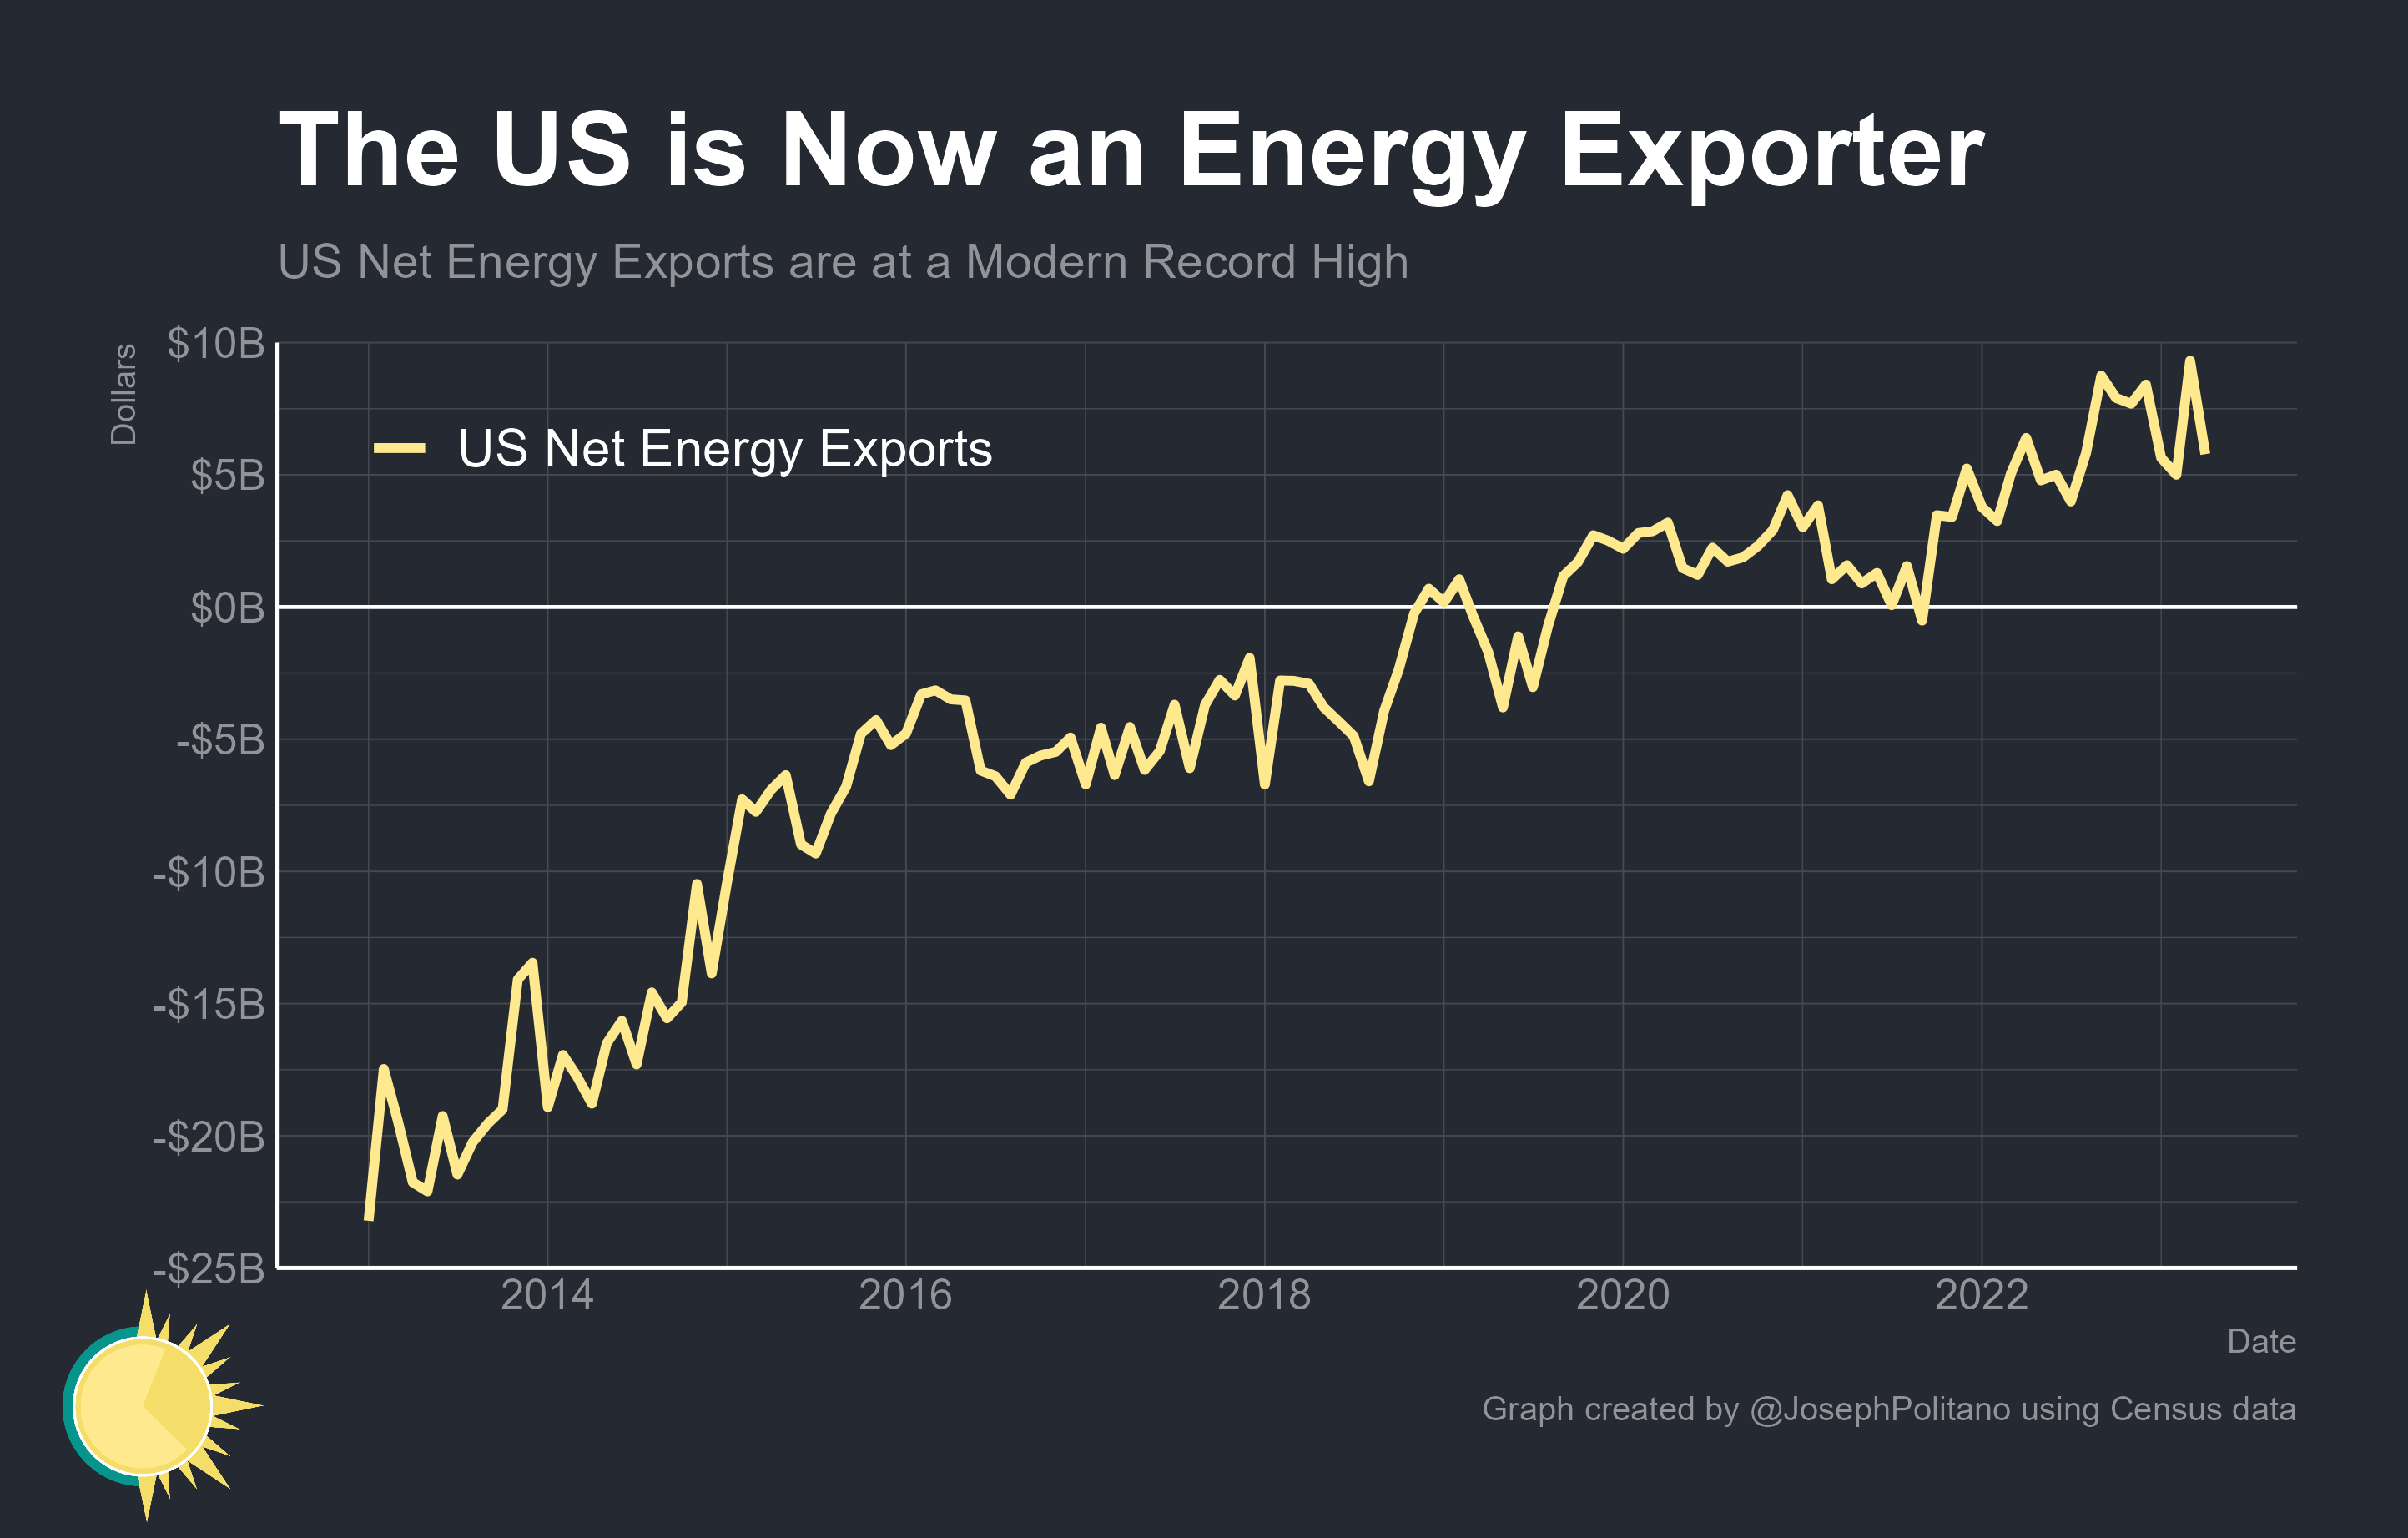 The US is Now an Energy Exporter
US Net Energy Exports are at a Modern Record High
Dollars
$10B
$5B
$0B
-$5B
-$10B
-$15B
-$20B
-$25B
US Net Energy Exports
2014 2016 2018 2020 2022
Date
Graph created by @JosephPolitano using Census data